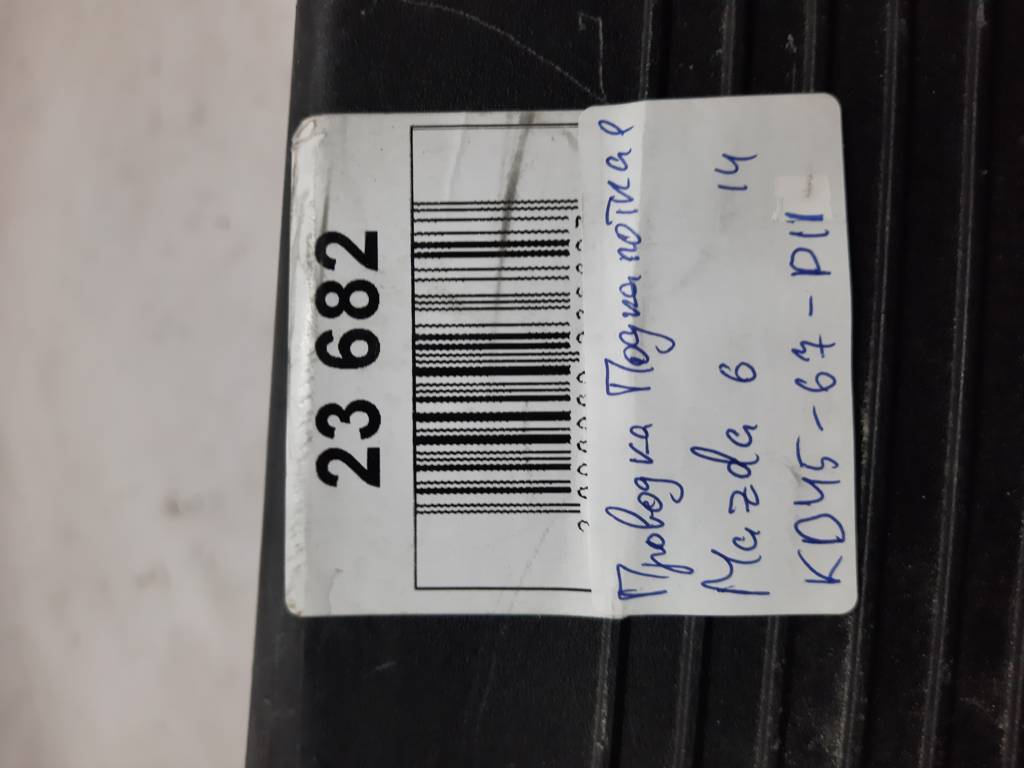 23 682
Проводка Подкапотная
Mazda 6 14
KD45-67-P11